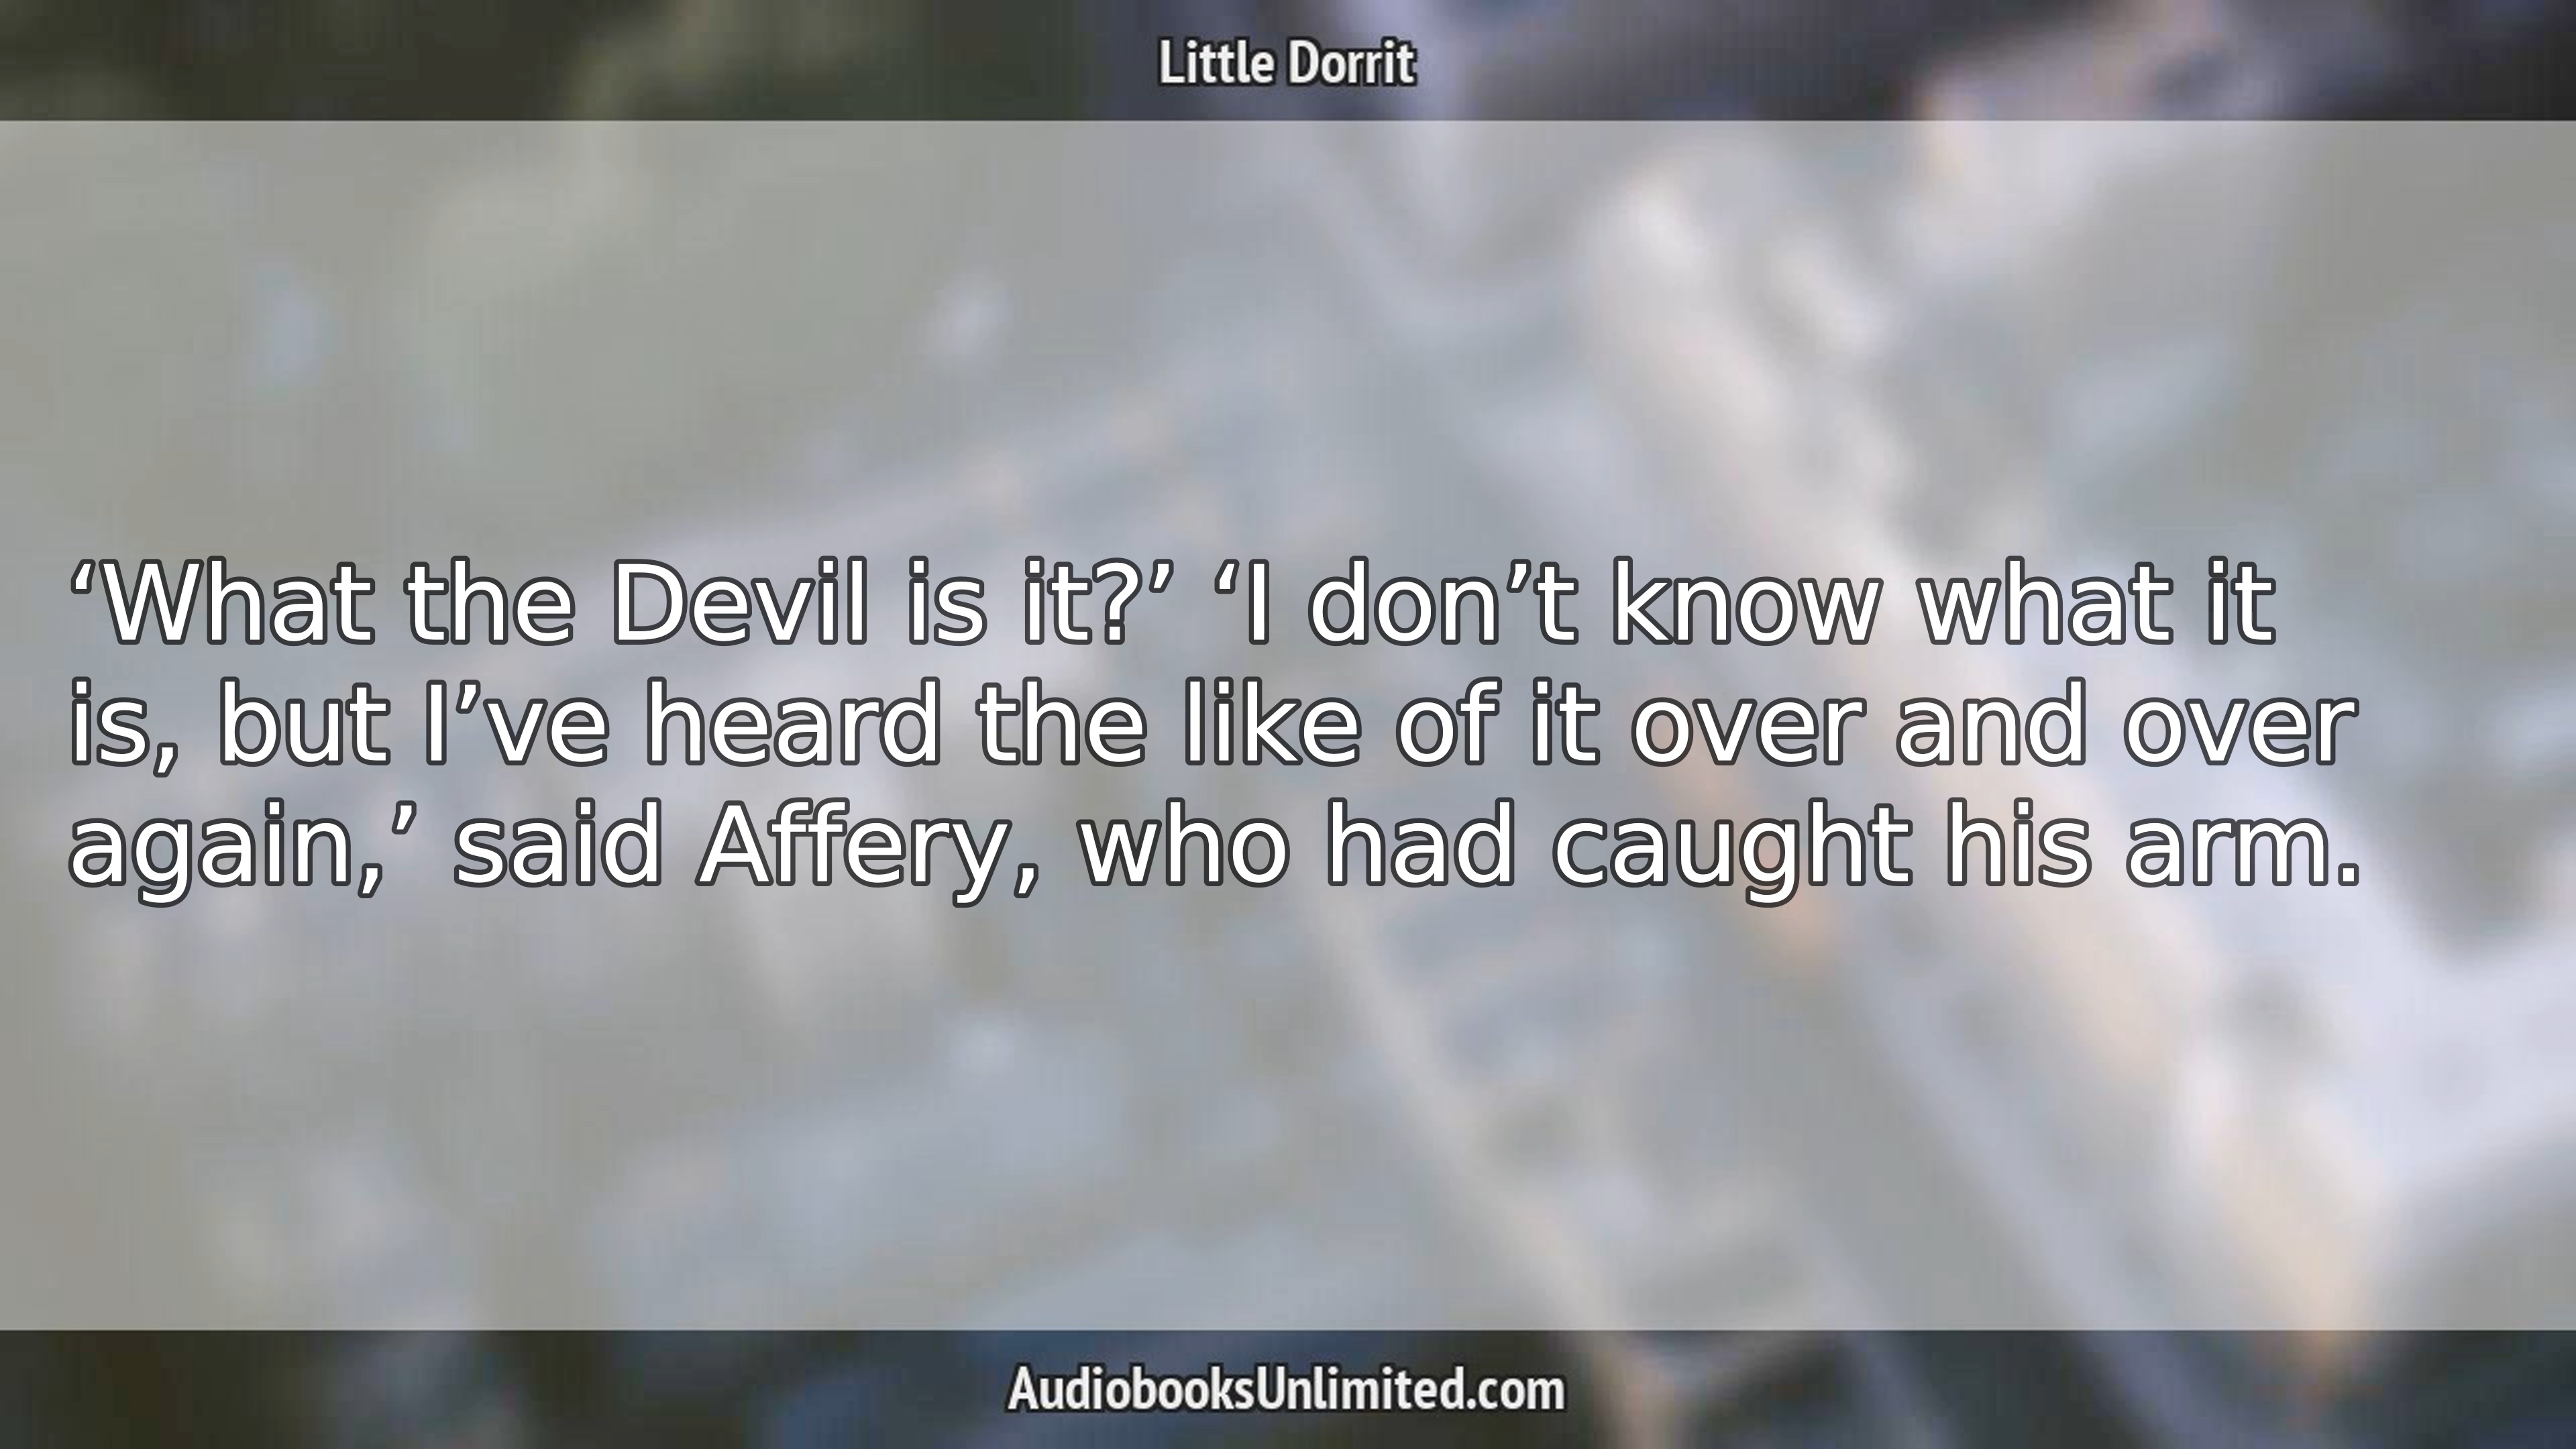 Little Dorrit
‘What the Devil is it?’ ‘I don’t know what it
is, but I’ve heard the like of it over and over
again,’ said Affery, who had caught his arm.
AudiobooksUnlimited.com